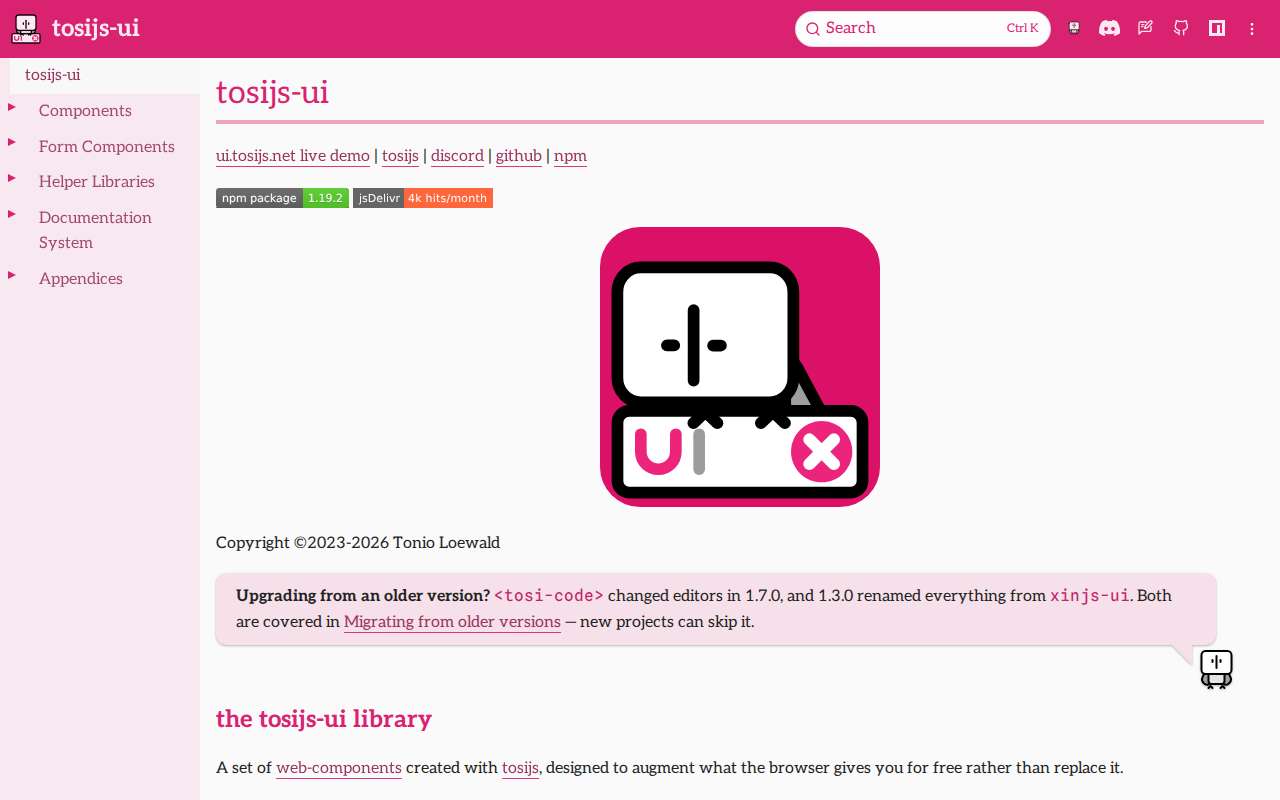 tosijs-ui
Search
Ctrl K
tosijs-ui
Components
Form Components
Helper Libraries
Documentation
System
Appendices
tosijs-ui
ui.tosijs.net live demo | tosijs | discord | github | npm
npm package 1.19.2 jsDelivr 4k hits/month
UI
Copyright ©2023-2026 Tonio Loewald
Upgrading from an older version? <tosi-code> changed editors in 1.7.0, and 1.3.0 renamed everything from xinjs-ui. Both
are covered in Migrating from older versions — new projects can skip it.
the tosijs-ui library
A set of web-components created with tosijs, designed to augment what the browser gives you for free rather than replace it.